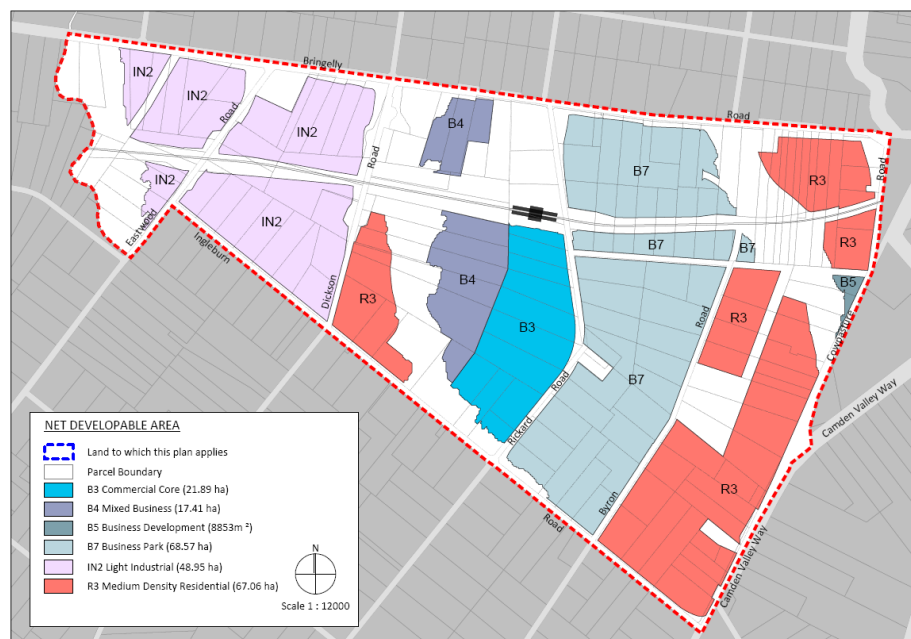 Bringelly
Road
IN2
IN2
IN2
Road
Road
B4
B7
R3
Road
IN2
IN2
Eastwood
Ingleburn
Dickson
R3
B4
B3
B7
B7
R3
B5
Cowpasture
Road
R3
B7
Rickard
Road
Byron
Road
R3
Camden Valley Way
Camden Valley Way
NET DEVELOPABLE AREA
Land to which this plan applies
Parcel Boundary
B3 Commercial Core (21.89 ha)
B4 Mixed Business (17.41 ha)
B5 Business Development (8853m ²)
B7 Business Park (68.57 ha)
IN2 Light Industrial (48.95 ha)
R3 Medium Density Residential (67.06 ha)
N
Scale 1 : 12000